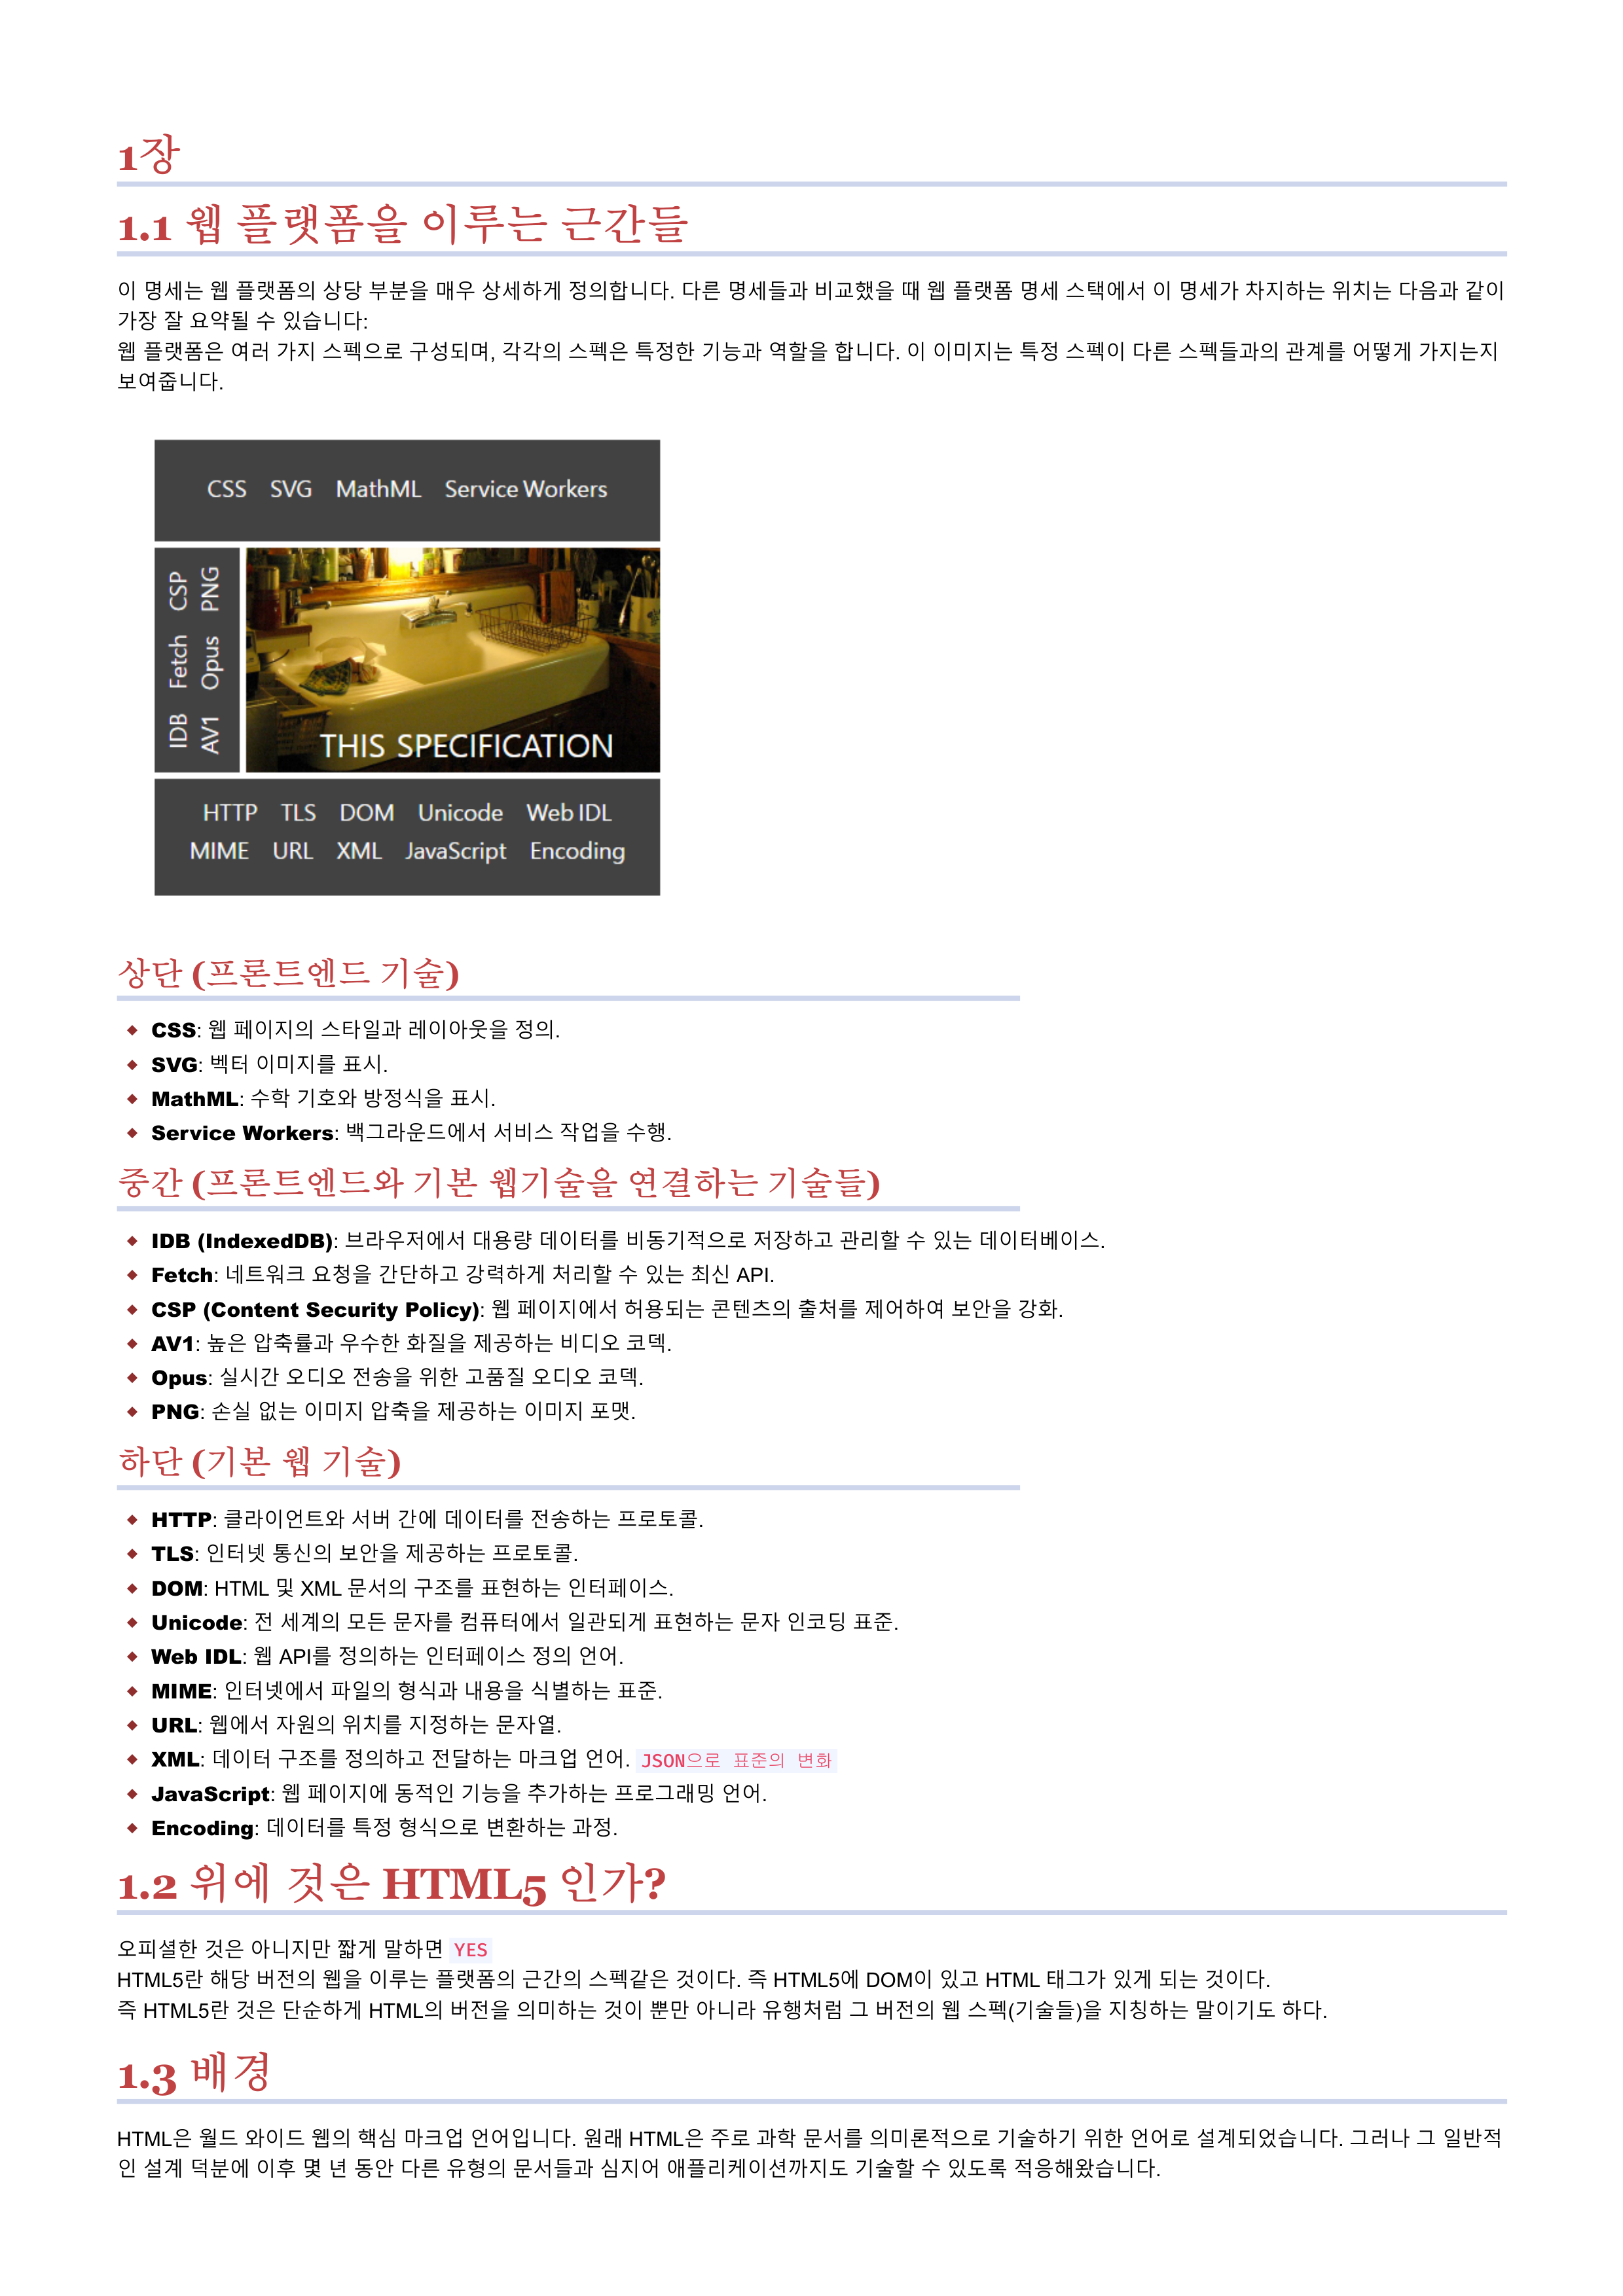 1장
1.1 웹 플랫폼을 이루는 근간들
이 명세는 웹 플랫폼의 상당 부분을 매우 상세하게 정의합니다. 다른 명세들과 비교했을 때 웹 플랫폼 명세 스택에서 이 명세가 차지하는 위치는 다음과 같이
가장 잘 요약될 수 있습니다:
웹 플랫폼은 여러 가지 스펙으로 구성되며, 각각의 스펙은 특정한 기능과 역할을 합니다. 이 이미지는 특정 스펙이 다른 스펙들과의 관계를 어떻게 가지는지
보여줍니다.
CSS SVG MathML Service Workers
IDB Fetch CSP
AV1 Opus PNG
THIS SPECIFICATION
HTTP TLS DOM Unicode Web IDL
MIME URL XML JavaScript Encoding
상단 (프론트엔드 기술)
CSS: 웹 페이지의 스타일과 레이아웃을 정의.
SVG: 벡터 이미지를 표시.
MathML: 수학 기호와 방정식을 표시.
Service Workers: 백그라운드에서 서비스 작업을 수행.
중간 (프론트엔드와 기본 웹기술을 연결하는 기술들)
IDB (IndexedDB): 브라우저에서 대용량 데이터를 비동기적으로 저장하고 관리할 수 있는 데이터베이스.
Fetch: 네트워크 요청을 간단하고 강력하게 처리할 수 있는 최신 API.
CSP (Content Security Policy): 웹 페이지에서 허용되는 콘텐츠의 출처를 제어하여 보안을 강화.
AV1: 높은 압축률과 우수한 화질을 제공하는 비디오 코덱.
Opus: 실시간 오디오 전송을 위한 고품질 오디오 코덱.
PNG: 손실 없는 이미지 압축을 제공하는 이미지 포맷.
하단 (기본 웹 기술)
HTTP: 클라이언트와 서버 간에 데이터를 전송하는 프로토콜.
TLS: 인터넷 통신의 보안을 제공하는 프로토콜.
DOM: HTML 및 XML 문서의 구조를 표현하는 인터페이스.
Unicode: 전 세계의 모든 문자를 컴퓨터에서 일관되게 표현하는 문자 인코딩 표준.
Web IDL: 웹 API를 정의하는 인터페이스 정의 언어.
MIME: 인터넷에서 파일의 형식과 내용을 식별하는 표준.
URL: 웹에서 자원의 위치를 지정하는 문자열.
XML: 데이터 구조를 정의하고 전달하는 마크업 언어. JSON으로 표준의 변화
JavaScript: 웹 페이지에 동적인 기능을 추가하는 프로그래밍 언어.
Encoding: 데이터를 특정 형식으로 변환하는 과정.
1.2 위에 것은 HTML5 인가?
오피셜한 것은 아니지만 짧게 말하면 YES
HTML5란 해당 버전의 웹을 이루는 플랫폼의 근간의 스펙같은 것이다. 즉 HTML5에 DOM이 있고 HTML 태그가 있게 되는 것이다.
즉 HTML5란 것은 단순하게 HTML의 버전을 의미하는 것이 뿐만 아니라 유행처럼 그 버전의 웹 스펙(기술들)을 지칭하는 말이기도 하다.
1.3 배경
HTML은 월드 와이드 웹의 핵심 마크업 언어입니다. 원래 HTML은 주로 과학 문서를 의미론적으로 기술하기 위한 언어로 설계되었습니다. 그러나 그 일반적
인 설계 덕분에 이후 몇 년 동안 다른 유형의 문서들과 심지어 애플리케이션까지도 기술할 수 있도록 적응해왔습니다.